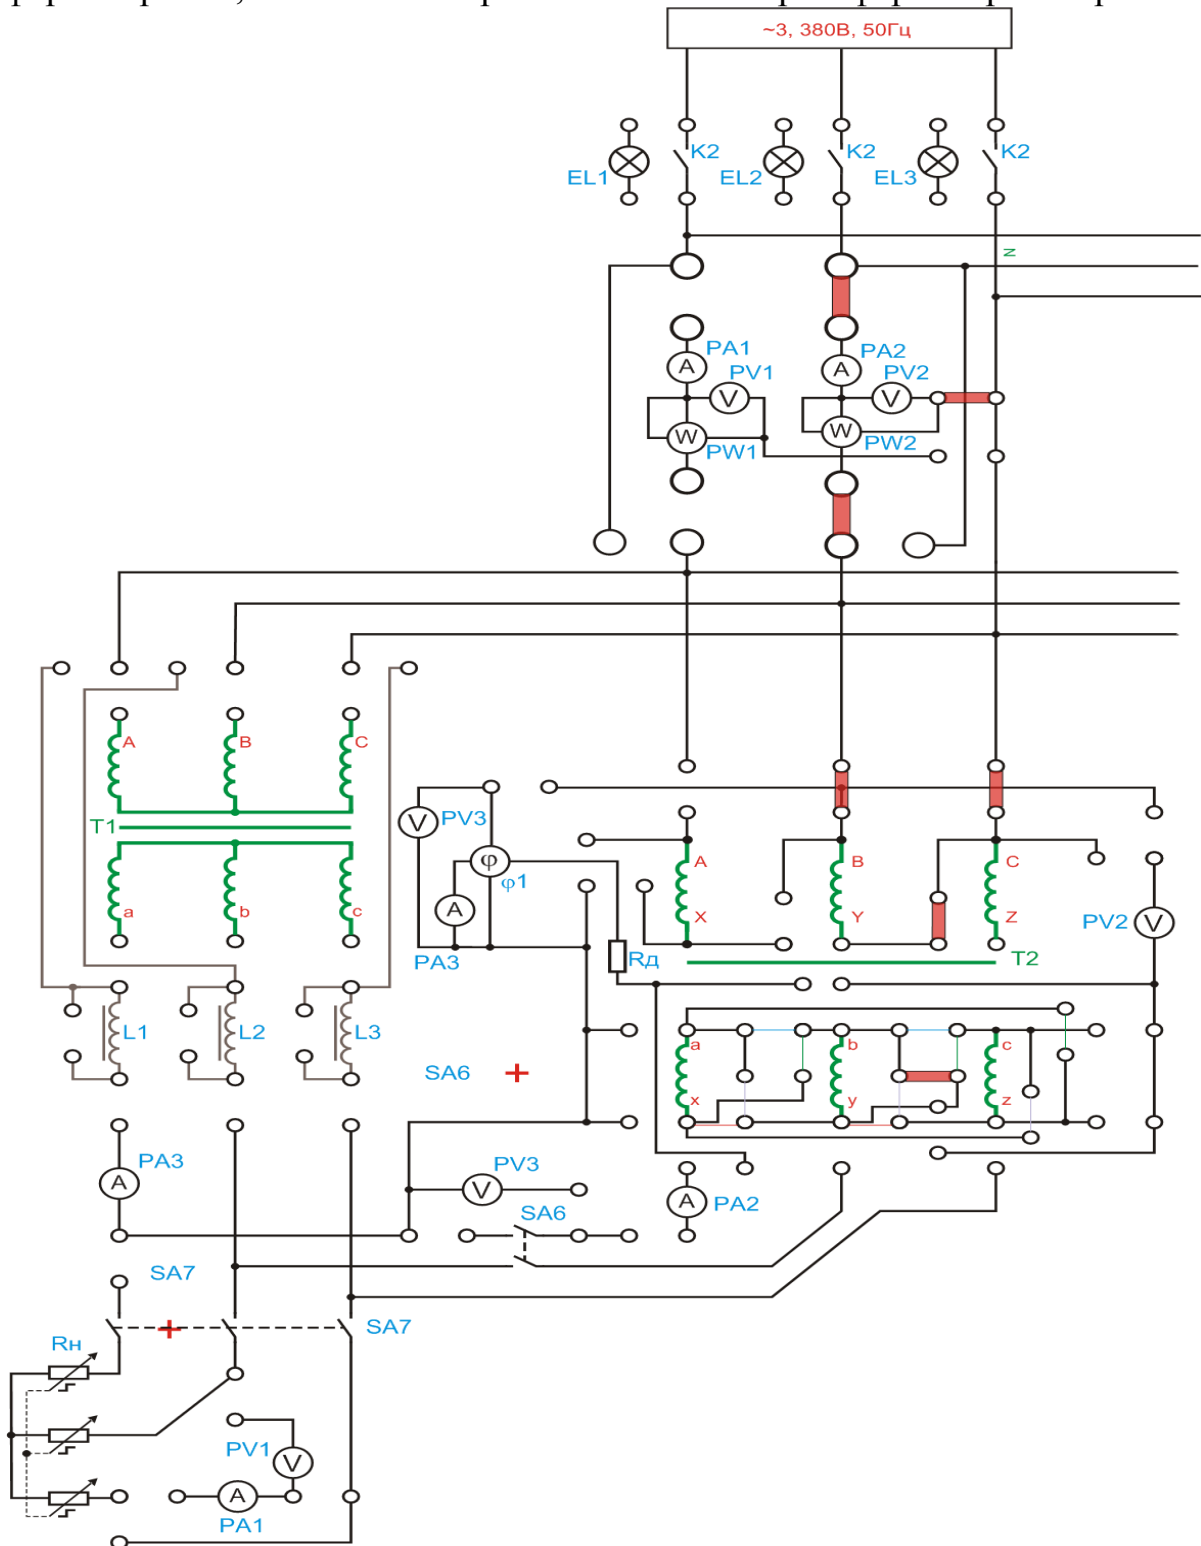 ~3, 380В, 50Гц
K2 K2 K2
EL1 EL2 EL3
N
PA1 PA2
PV1 PV2
A A
V V
W W
PW1 PW2
A B C
T1 PV3
V
A B C
φ
φ1
a b c
A
X Y Z
PV2 V
PA3 Rд T2
L1 L2 L3
a b c
SA6
x y z
PA3 PV3
A V A PA2
SA6
SA7
SA7
Rн
PV1
V
A
PA1